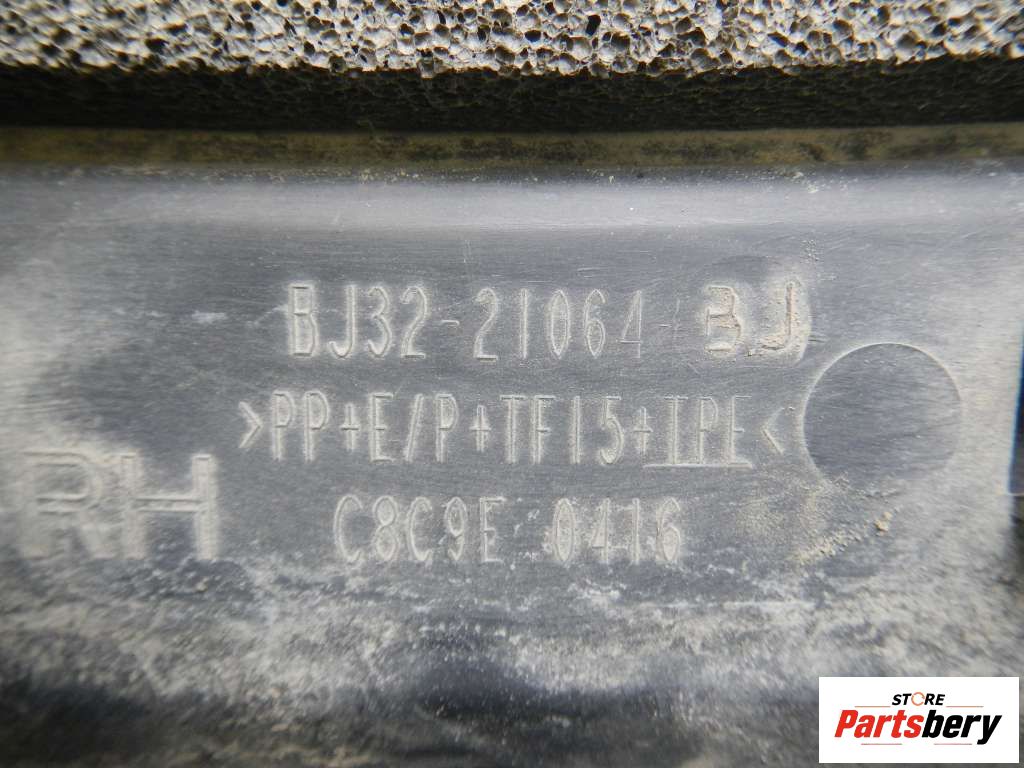 BJ32-21064 BJ
>PP+E/P+TF15+TPE<
RH
C8C9E 0416
STORE
Partsbery